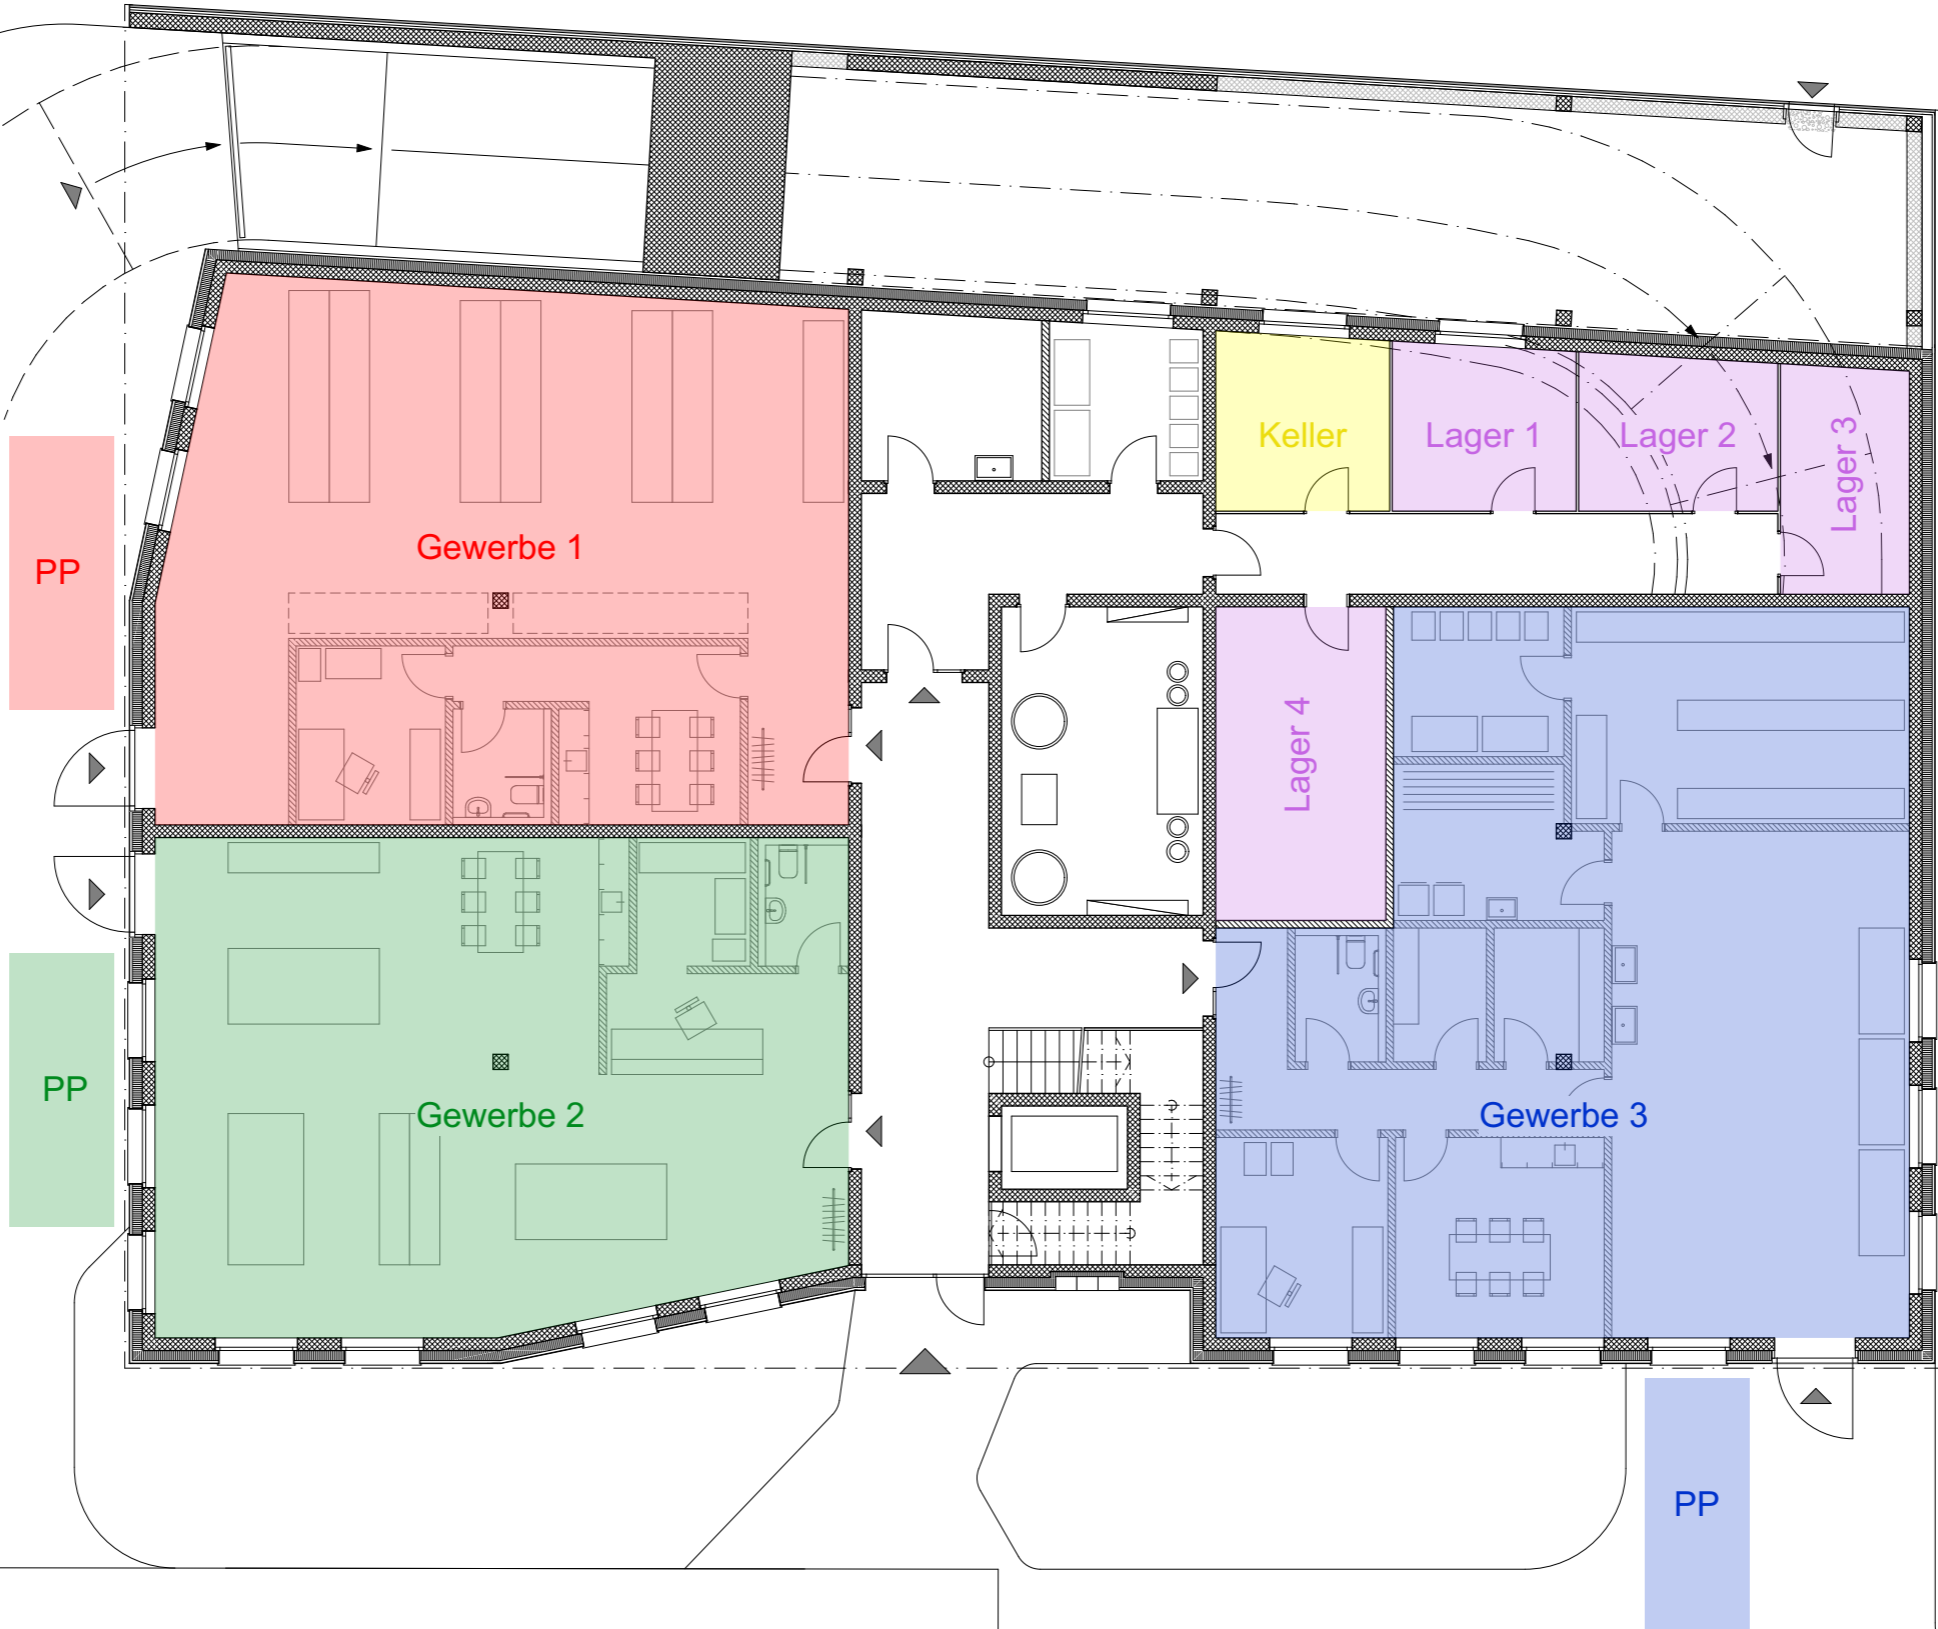 Keller
Lager 1
Lager 2
Lager 3
Gewerbe 1
PP
Lager 4
PP
Gewerbe 2
Gewerbe 3
PP